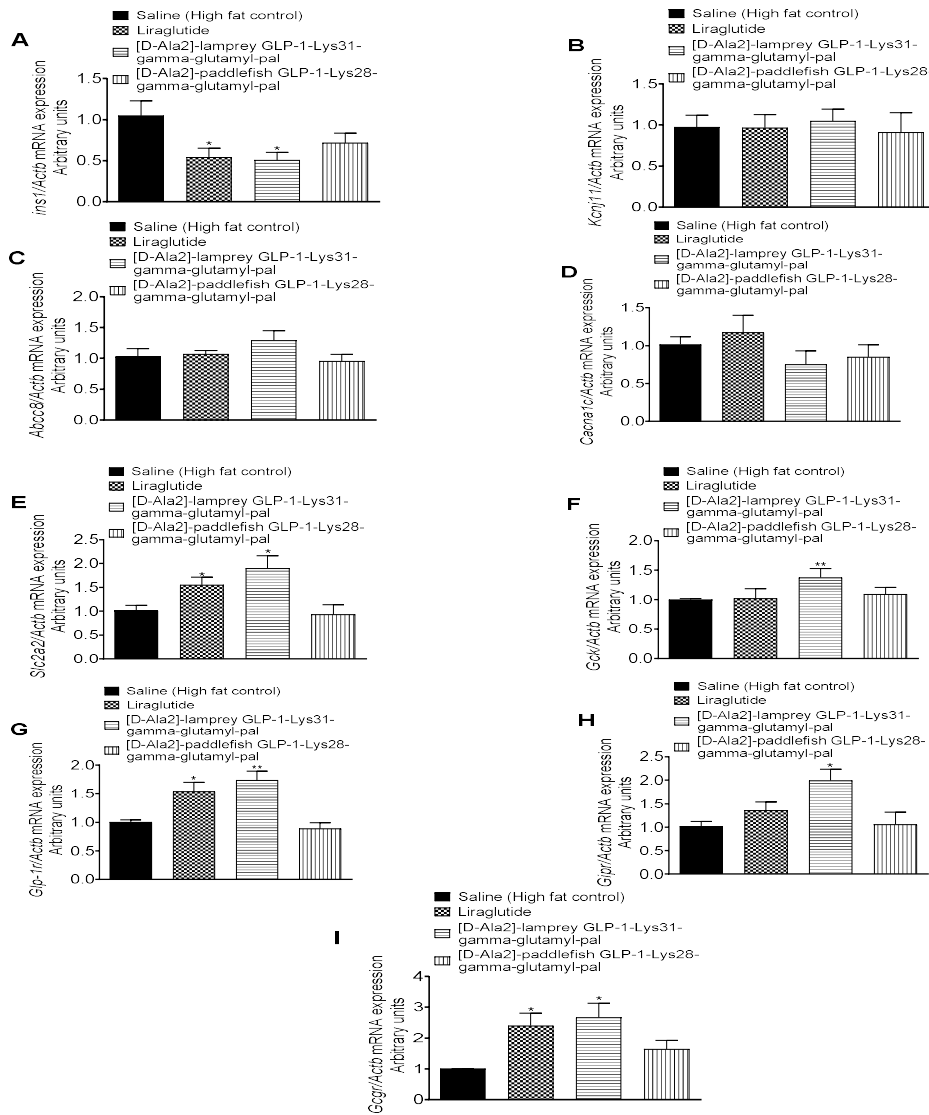 A
Saline (High fat control)
Liraglutide
[D-Ala2]-lamprey GLP-1-Lys31-
gamma-glutamyl-pal
[D-Ala2]-paddlefish GLP-1-Lys28-
gamma-glutamyl-pal
ins1/Actb mRNA expression
Arbitrary units
1.5
1.0
0.5
0.0
*
*
B
Saline (High fat control)
Liraglutide
[D-Ala2]-lamprey GLP-1-Lys31-
gamma-glutamyl-pal
[D-Ala2]-paddlefish GLP-1-Lys28
gamma-glutamyl-pal
Kcnj11/Actb mRNA expression
Arbitrary units
1.5
1.0
0.5
0.0
C
Saline (High fat control)
Liraglutide
[D-Ala2]-lamprey GLP-1-Lys31-
gamma-glutamyl-pal
[D-Ala2]-paddlefish GLP-1-Lys28-
gamma-glutamyl-pal
Abcc8/Actb mRNA expression
Arbitrary units
2.0
1.5
1.0
0.5
0.0
D
Saline (High fat control)
Liraglutide
[D-Ala2]-lamprey GLP-1-Lys31-
gamma-glutamyl-pal
[D-Ala2]-paddlefish GLP-1-Lys28-
gamma-glutamyl-pal
Cacna1c/Actb mRNA expression
Arbitrary units
1.5
1.0
0.5
0.0
E
Saline (High fat control)
Liraglutide
[D-Ala2]-lamprey GLP-1-Lys31-
gamma-glutamyl-pal
[D-Ala2]-paddlefish GLP-1-Lys28-
gamma-glutamyl-pal
Slc2a2/Actb mRNA expression
Arbitrary units
2.5
2.0
1.5
1.0
0.5
0.0
*
*
F
Saline (High fat control)
Liraglutide
[D-Ala2]-lamprey GLP-1-Lys31-
gamma-glutamyl-pal
[D-Ala2]-paddlefish GLP-1-Lys28-
gamma-glutamyl-pal
Gck/Actb mRNA expression
Arbitrary units
2.0
1.5
1.0
0.5
0.0
**
G
Saline (High fat control)
Liraglutide
[D-Ala2]-lamprey GLP-1-Lys31-
gamma-glutamyl-pal
[D-Ala2]-paddlefish GLP-1-Lys28-
gamma-glutamyl-pal
Glp-1r/Actb mRNA expression
Arbitrary units
2.0
1.5
1.0
0.5
0.0
*
**
H
Saline (High fat control)
Liraglutide
[D-Ala2]-lamprey GLP-1-Lys31-
gamma-glutamyl-pal
[D-Ala2]-paddlefish GLP-1-Lys28-
gamma-glutamyl-pal
Gipr/Actb mRNA expression
Arbitrary units
2.5
2.0
1.5
1.0
0.5
0.0
*
I
Saline (High fat control)
Liraglutide
[D-Ala2]-lamprey GLP-1-Lys31-
gamma-glutamyl-pal
[D-Ala2]-paddlefish GLP-1-Lys28-
gamma-glutamyl-pal
Gcgr/Actb mRNA expression
Arbitrary units
4
3
2
1
0
*
*